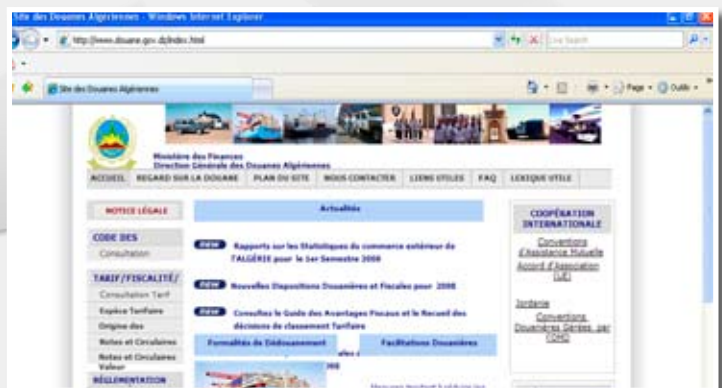 Site des Douanes Algériennes - Windows Internet Explorer
http://www.douane.gov.dz/index.html
Live Search
Site des Douanes Algériennes
Page
Outils
Ministère des Finances
Direction Générale des Douanes Algériennes
ACCUEIL REGARD SUR LA DOUANE PLAN DU SITE NOUS CONTACTER LIENS UTILES FAQ LEXIQUE UTILE
NOTICE LÉGALE
CODE DES
Consultation
TARIF/FISCALITÉ/
Consultation Tarif
Espèce Tarifaire
Origine des
Notes et Circulaires
Notes et Circulaires
Valeur
RÉGLEMENTATION
Actualités
new Rapports sur les Statistiques du commerce extérieur de
l'ALGÉRIE pour le 1er Semestre 2008
new Nouvelles Dispositions Douanières et Fiscales pour 2008
new Consultez le Guide des Avantages Fiscaux et le Recueil des
décisions de classement Tarifaire
Formalités de Dédouanement
Facilitations Douanières
COOPÉRATION
INTERNATIONALE
Conventions
d'Assistance Mutuelle
Accord d'Association
(UE)
Jordanie
Conventions
Douanières Gérées par
l'OMD